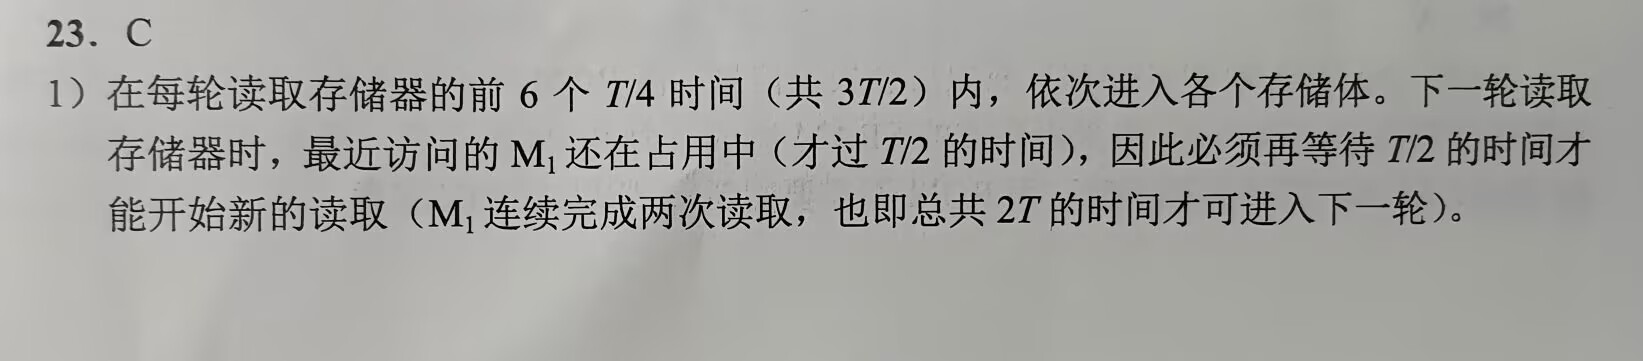 23. C
1）在每轮读取存储器的前 6 个 T/4 时间（共 3T/2）内，依次进入各个存储体。下一轮读取
存储器时，最近访问的 M₁ 还在占用中（才过 T/2 的时间），因此必须再等待 T/2 的时间才
能开始新的读取（M₁ 连续完成两次读取，也即总共 2T 的时间才可进入下一轮）。